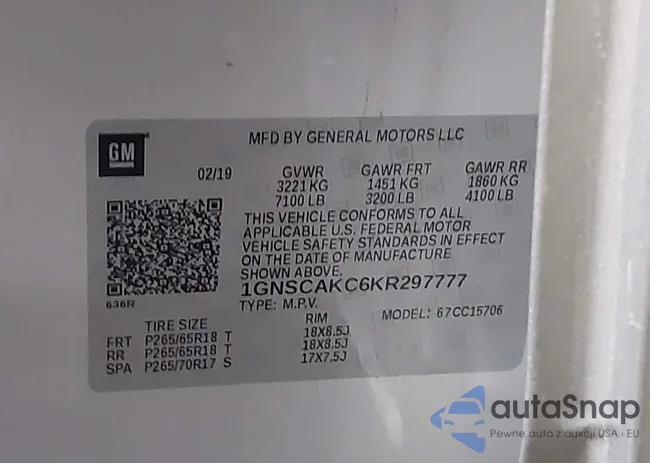 GM
MFD BY GENERAL MOTORS LLC
02/19 GVWR GAWR FRT GAWR RR
3221 KG 1451 KG 1860 KG
7100 LB 3200 LB 4100 LB
THIS VEHICLE CONFORMS TO ALL
APPLICABLE U.S. FEDERAL MOTOR
VEHICLE SAFETY STANDARDS IN EFFECT
ON THE DATE OF MANUFACTURE
SHOWN ABOVE.
636R
1GNSCAKC6KR297777
TYPE: M.P.V. MODEL: 67CC15706
TIRE SIZE RIM
FRT P265/65R18 T 18X8.5J
RR P265/65R18 T 18X8.5J
SPA P265/70R17 S 17X7.5J
autaSnap
Pewne auta z aukcji USA i EU